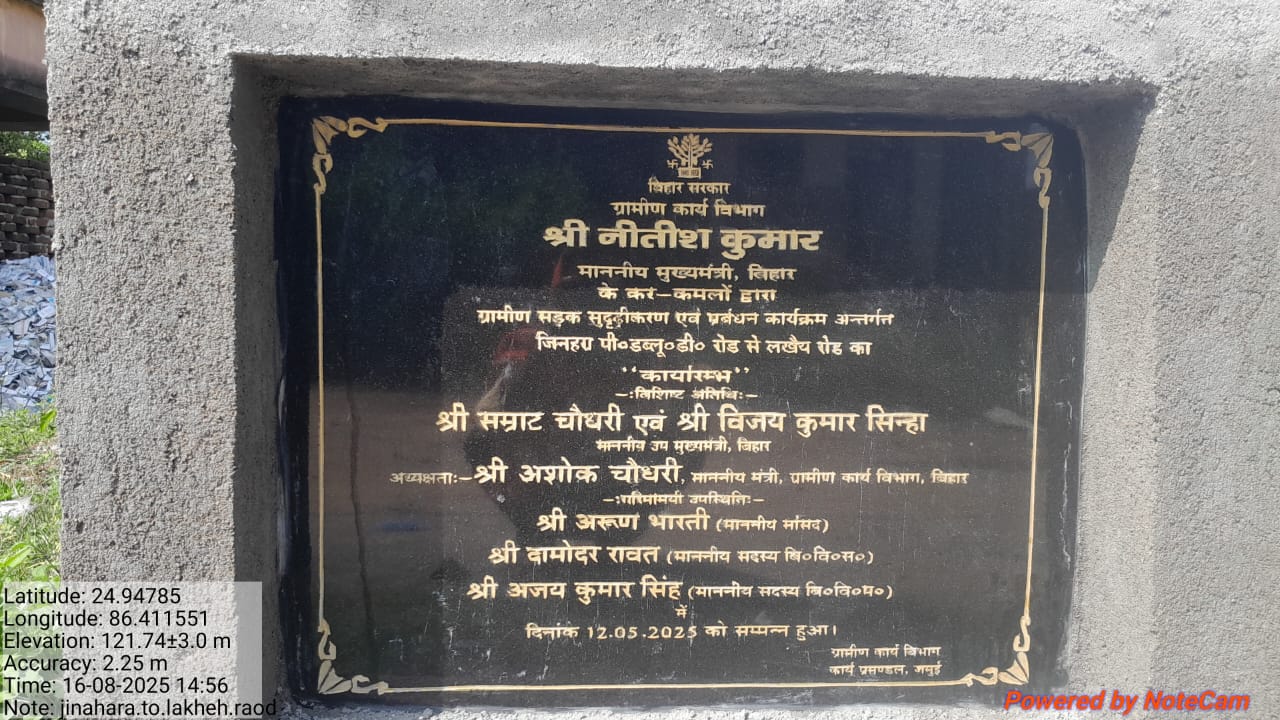 बिहार सरकार
ग्रामीण कार्य विभाग
श्री नीतीश कुमार
माननीय मुख्यमंत्री, बिहार
के कर-कमलों द्वारा
ग्रामीण सड़क सुदृढ़ीकरण एवं प्रबंधन कार्यक्रम अन्तर्गत
जिनहरा पी०डब्लू०डी० रोड से लखैय रोड का
“कार्यारम्भ”
-:विशिष्ट अतिथि:-
श्री सम्राट चौधरी एवं श्री विजय कुमार सिन्हा
माननीय उप मुख्यमंत्री, बिहार
अध्यक्षता:-श्री अशोक चौधरी, माननीय मंत्री, ग्रामीण कार्य विभाग, बिहार
-:गरिमामयी उपस्थिति:-
श्री अरूण भारती (माननीय सांसद)
श्री दामोदर रावत (माननीय सदस्य बि०वि०स०)
श्री अजय कुमार सिंह (माननीय सदस्य बि०वि०प०)
में
दिनांक 12.05.2025 को सम्पन्न हुआ।
ग्रामीण कार्य विभाग
कार्य प्रमण्डल, जमुई
Latitude: 24.94785
Longitude: 86.411551
Elevation: 121.74±3.0 m
Accuracy: 2.25 m
Time: 16-08-2025 14:56
Note: jinahara.to.lakheh.raod
Powered by NoteCam